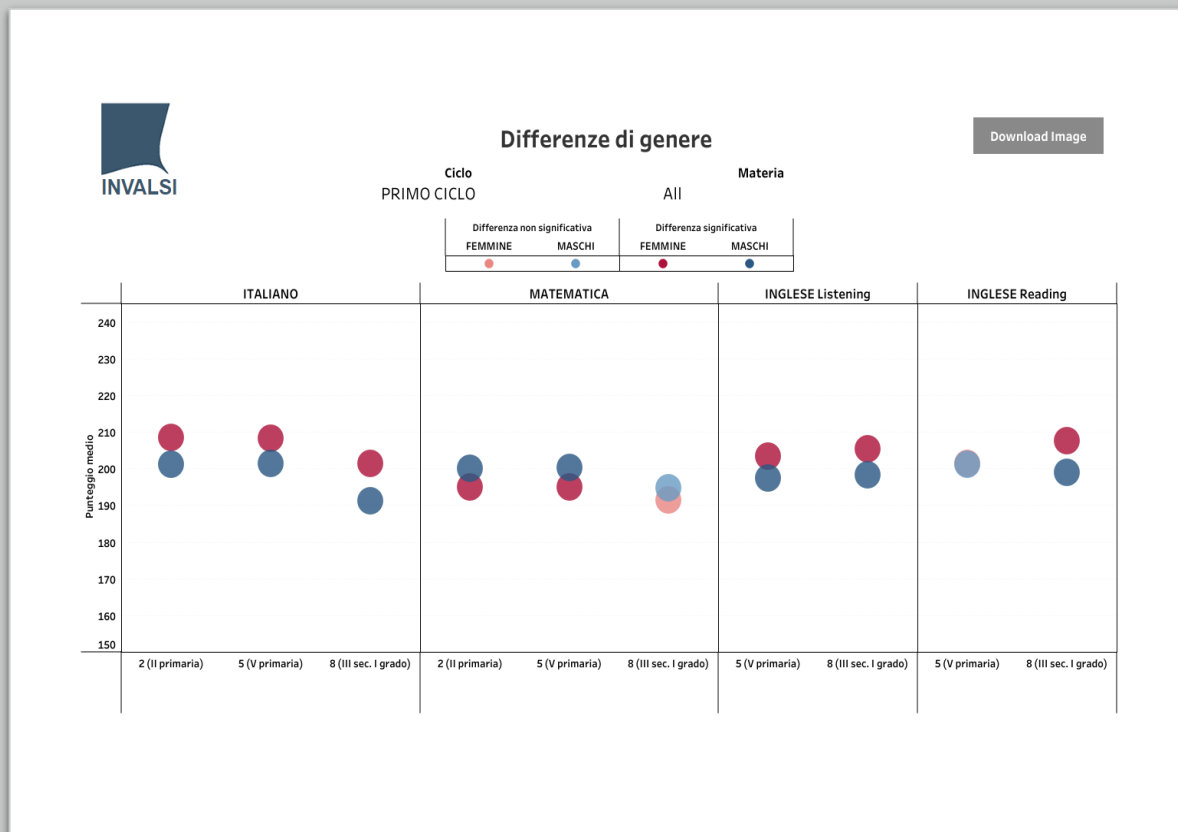 INVALSI
Differenze di genere
Download Image
Ciclo Materia
PRIMO CICLO All
Differenza non significativa Differenza significativa
FEMMINE MASCHI FEMMINE MASCHI
ITALIANO MATEMATICA INGLESE Listening INGLESE Reading
Punteggio medio
240
230
220
210
200
190
180
170
160
150
2 (II primaria) 5 (V primaria) 8 (III sec. I grado) 2 (II primaria) 5 (V primaria) 8 (III sec. I grado) 5 (V primaria) 8 (III sec. I grado) 5 (V primaria) 8 (III sec. I grado)